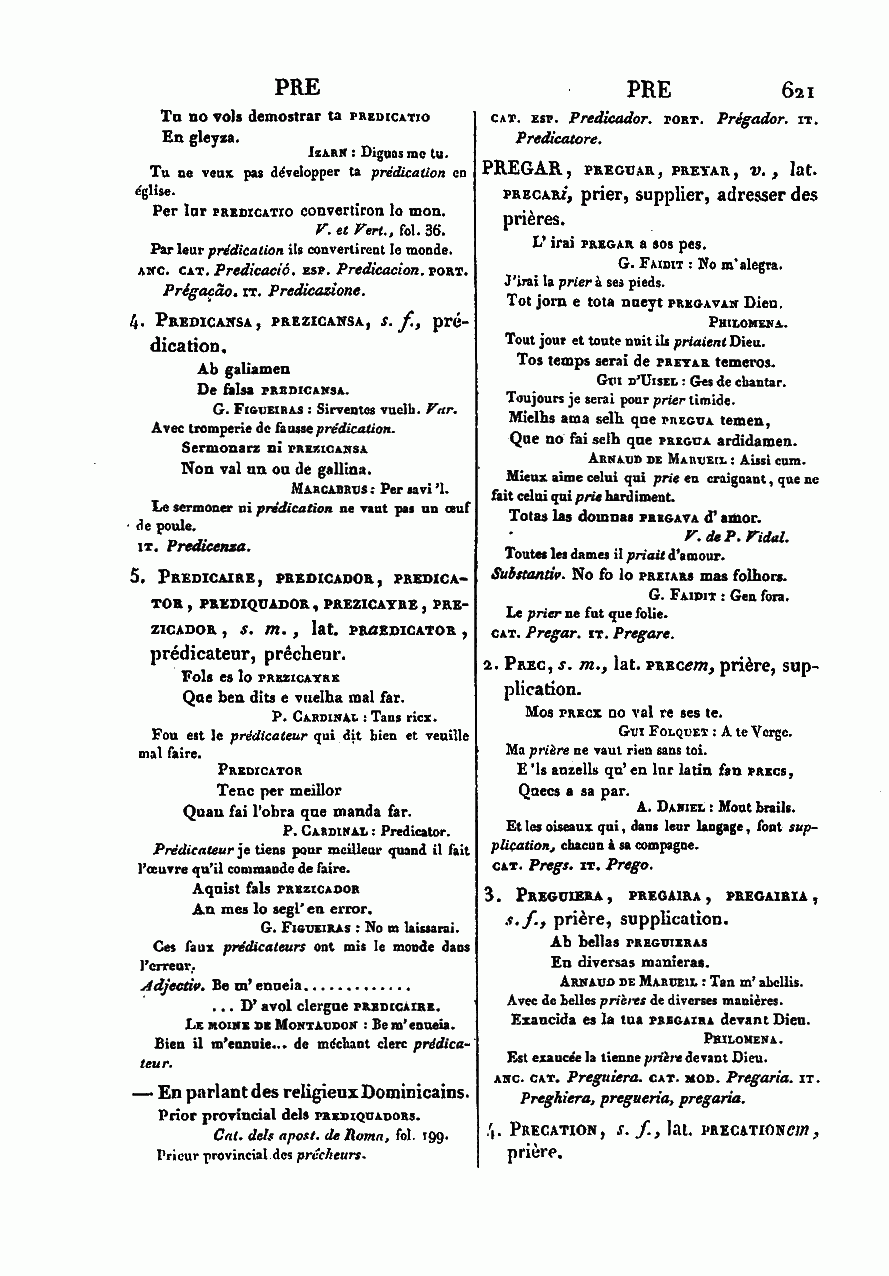 PRE
Tu no vols demostrar ta PREDICATIO
En gleyza.
IZARN : Diguas me tu.
Tu ne veux pas développer ta prédication en
église.
Per lur PREDICATIO convertiron lo mon.
V. et Vert., fol. 36.
Par leur prédication ils convertirent le monde.
ANC. CAT. Predicació. ESP. Predicacion. PORT.
Prégação. IT. Predicazione.
4. PREDICANSA, PREZICANSA, s. f., pré-
dication.
Ab galiamen
De falsa PREDICANSA.
G. FIGUEIRAS : Sirventes vuelh. Var.
Avec tromperie de fausse prédication.
Sermonars ni PREZICANSA
Non val un ou de gallina.
MARCABRUS : Per savi 'l.
Le sermoner ni prédication ne vaut pas un œuf
de poule.
IT. Predicenza.
5. PREDICAIRE, PREDICADOR, PREDICA-
TOR, PREDIQUADOR, PREZICAYRE, PRE-
ZICADOR, s. m., lat. PRÆDICATOR,
prédicateur, prêcheur.
Fols es lo PREZICAYRE
Que ben dits e vuelha mal far.
P. CARDINAL : Tans ricx.
Fou est le prédicateur qui dit bien et veuille
mal faire.
PREDICATOR
Tenc per meillor
Quan fai l'obra que manda far.
P. CARDINAL : Predicator.
Prédicateur je tiens pour meilleur quand il fait
l'œuvre qu'il commande de faire.
Aquist fals PREZICADOR
An mes lo segl' en error.
G. FIGUEIRAS : No m laissarai.
Ces faux prédicateurs ont mis le monde dans
l'erreur.
Adjectiv. Be m' enueia.............
... D' avol clergue PREDICAIRE.
LE MOINE DE MONTAUDON : Be m' enueia.
Bien il m'ennuie... de méchant clerc prédica-
teur.
— En parlant des religieux Dominicains.
Prior provincial dels PREDIQUADORS.
Cat. dels apost. de Roma, fol. 199.
Prieur provincial des prêcheurs.
PRE 621
CAT. ESP. Predicador. PORT. Prégador. IT.
Predicatore.
PREGAR, PREGUAR, PREYAR, v., lat.
PRECARI, prier, supplier, adresser des
prières.
L' irai PREGAR a sos pes.
G. FAIDIT : No m'alegra.
J'irai la prier à ses pieds.
Tot jorn e tota nueyt PREGAVAN Dieu.
PHILOMENA.
Tout jour et toute nuit ils priaient Dieu.
Tos temps serai de PREYAR temeros.
GUI D'UISEL : Ges de chantar.
Toujours je serai pour prier timide.
Mielhs ama selh que PREGUA temen,
Que no fai selh que PREGUA ardidamen.
ARNAUD DE MARUEIL : Aissi cum.
Mieux aime celui qui prie en craignant, que ne
fait celui qui prie hardiment.
Totas las domnas PREGAVA d' amor.
V. de P. Vidal.
Toutes les dames il priait d'amour.
Substantiv. No fo lo PREIARS mas folhors.
G. FAIDIT : Gen fora.
Le prier ne fut que folie.
CAT. Pregar. IT. Pregare.
2. PREC, s. m., lat. PRECem, prière, sup-
plication.
Mos PRECX no val re ses te.
GUI FOLQUET : A te Verge.
Ma prière ne vaut rien sans toi.
E 'ls auzells qu' en lur latin fan PRECS,
Quecs a sa par.
A. DANIEL : Mout brails.
Et les oiseaux qui, dans leur langage, font sup-
plication, chacun à sa compagne.
CAT. Pregs. IT. Prego.
3. PREGUIERA, PREGAIRA, PREGAIRIA,
s. f., prière, supplication.
Ab bellas PREGUIERAS
En diversas manieras.
ARNAUD DE MARUEIL : Tan m' abellis.
Avec de belles prières de diverses manières.
Exaucida es la tua PREGAIRA devant Dieu.
PHILOMENA.
Est exaucée la tienne prière devant Dieu.
ANC. CAT. Preguiera. CAT. MOD. Pregaria. IT.
Preghiera, pregueria, pregaria.
4. PRECATION, s. f., lat. PRECATIONem,
prière.